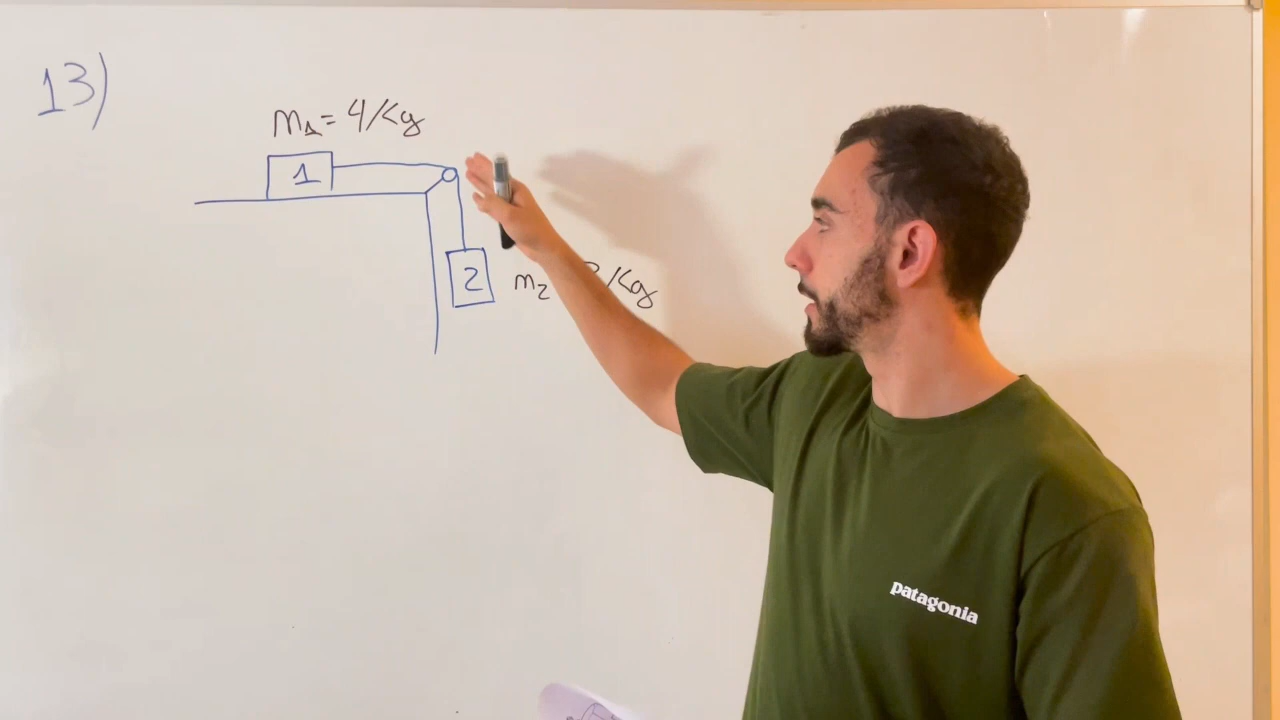 13)
m₁ = 4 Kg
1
2
m₂ Kg
patagonia